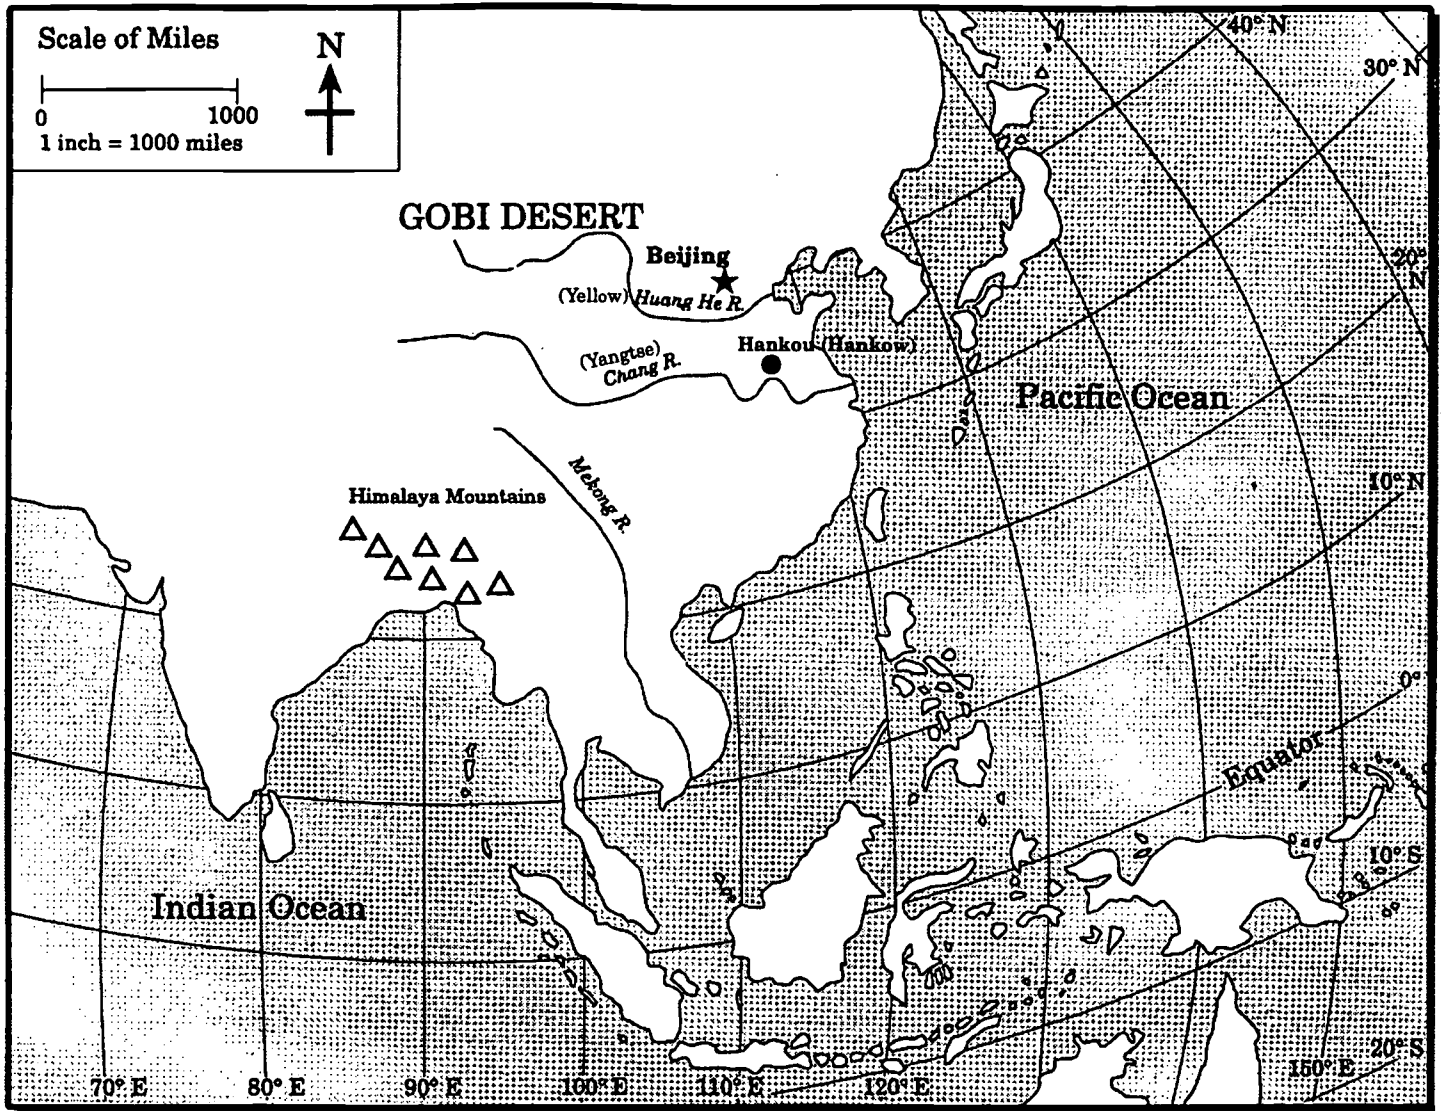 Scale of Miles
N
0 1000
1 inch = 1000 miles
40° N
30° N
GOBI DESERT
Beijing
(Yellow) Huang He R.
20°
N
Hankou (Hankow)
(Yangtse)
Chang R.
Pacific Ocean
Mekong R.
10° N
Himalaya Mountains
0°
Equator
10° S
Indian Ocean
20° S
150° E
70° E 80° E 90° E 100° E 110° E 120° E